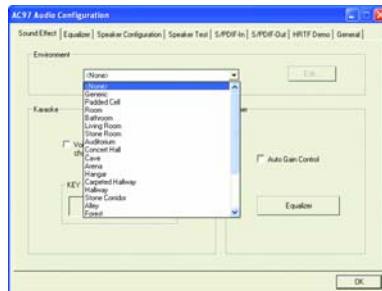 AC97 Audio Configuration
Sound Effect | Equalizer | Speaker Configuration | Speaker Test | S/PDIF-In | S/PDIF-Out | HRTF Demo | General
Environment
<None>
Edit
<None>
Generic
Padded Cell
Room
Bathroom
Living Room
Stone Room
Auditorium
Concert Hall
Cave
Arena
Hangar
Carpeted Hallway
Hallway
Stone Corridor
Alley
Forest
Karaoke
KEY
Auto Gain Control
Equalizer
OK